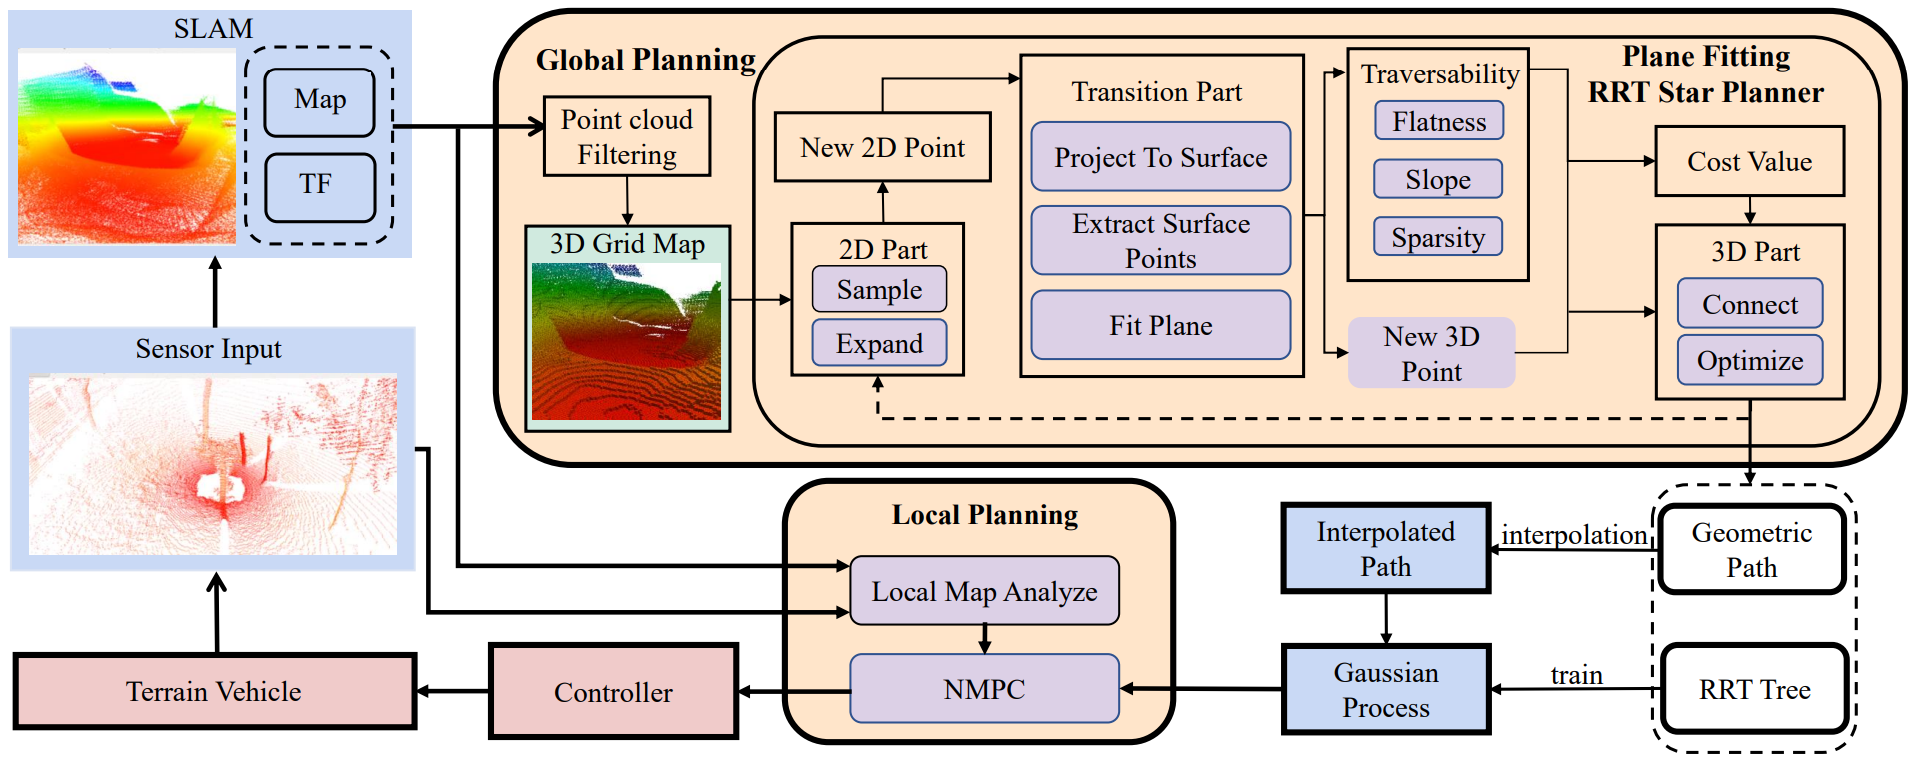 SLAM
Map
TF
Sensor Input
Terrain Vehicle
Controller
Global Planning
Point cloud
Filtering
3D Grid Map
New 2D Point
2D Part
Sample
Expand
Transition Part
Project To Surface
Extract Surface
Points
Fit Plane
Traversability
Flatness
Slope
Sparsity
New 3D
Point
Plane Fitting
RRT Star Planner
Cost Value
3D Part
Connect
Optimize
Local Planning
Local Map Analyze
NMPC
Interpolated
Path
interpolation
Geometric
Path
Gaussian
Process
train
RRT Tree